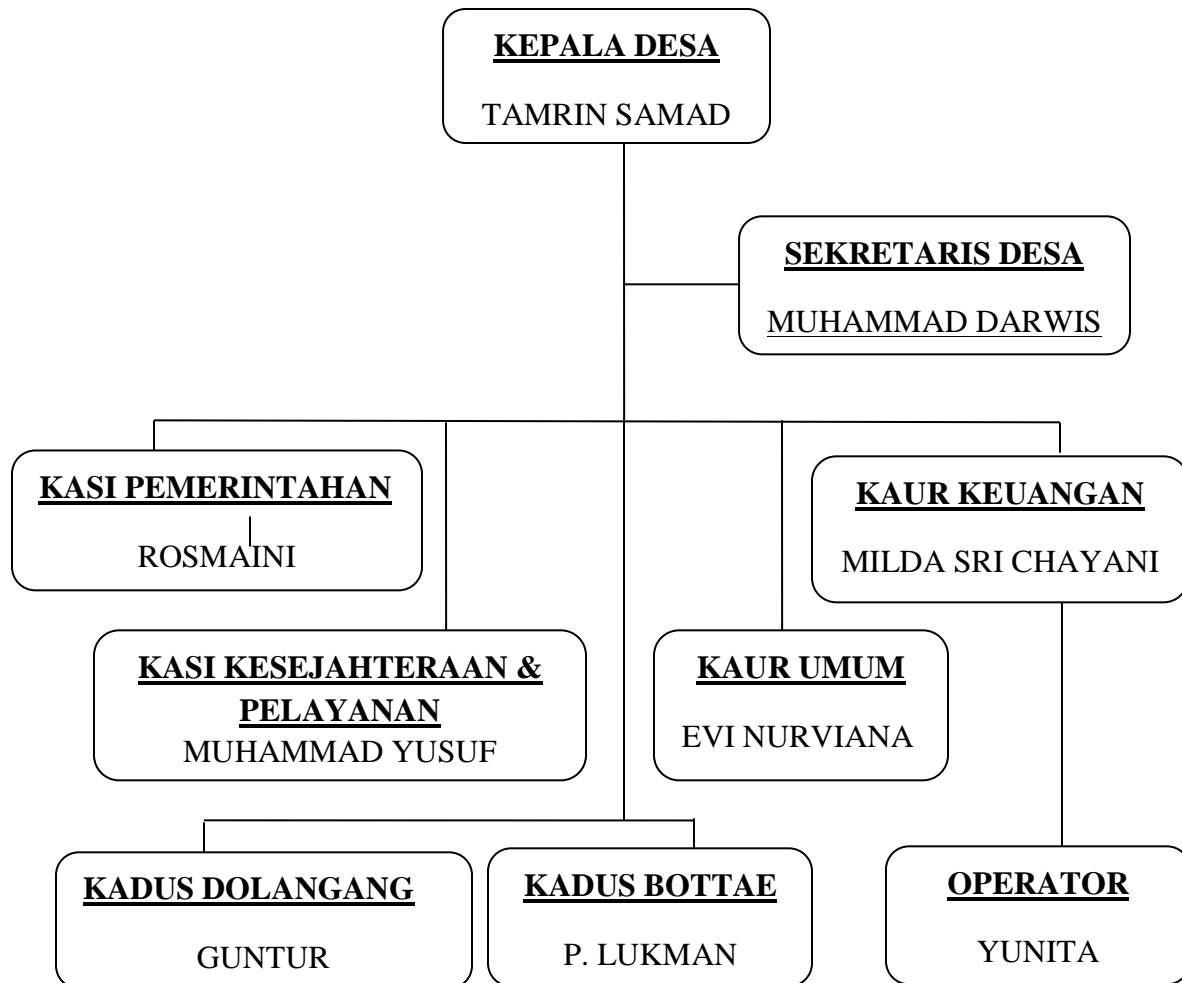 KEPALA DESA
TAMRIN SAMAD
SEKRETARIS DESA
MUHAMMAD DARWIS
KASI PEMERINTAHAN
ROSMAINI
KAUR KEUANGAN
MILDA SRI CHAYANI
KASI KESEJAHTERAAN &
PELAYANAN
MUHAMMAD YUSUF
KAUR UMUM
EVI NURVIANA
KADUS DOLANGANG
GUNTUR
KADUS BOTTAE
P. LUKMAN
OPERATOR
YUNITA